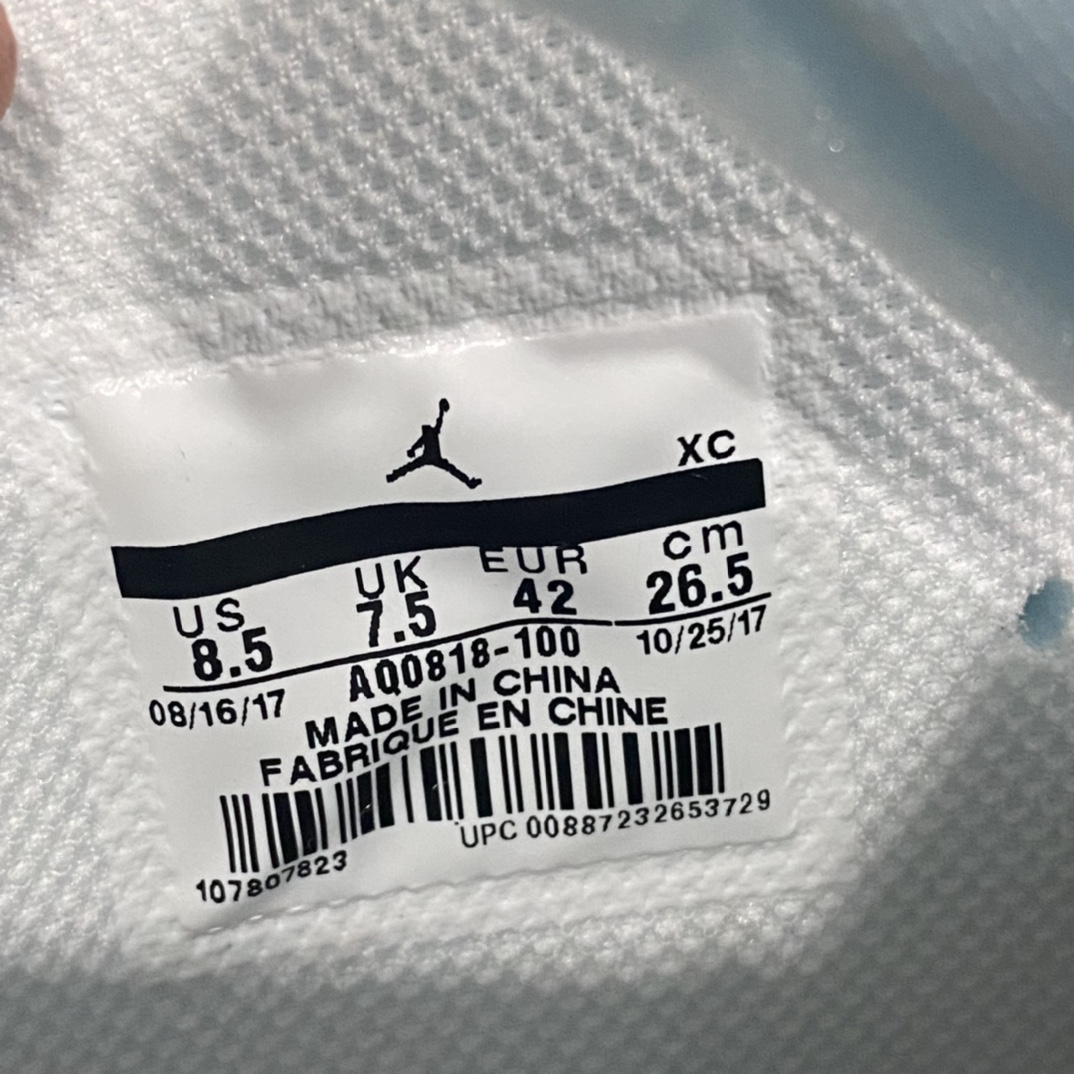 XC
US UK EUR cm
8.5 7.5 42 26.5
08/16/17 AQ0818-100 10/25/17
MADE IN CHINA
FABRIQUE EN CHINE
107807823 UPC 00887232653729